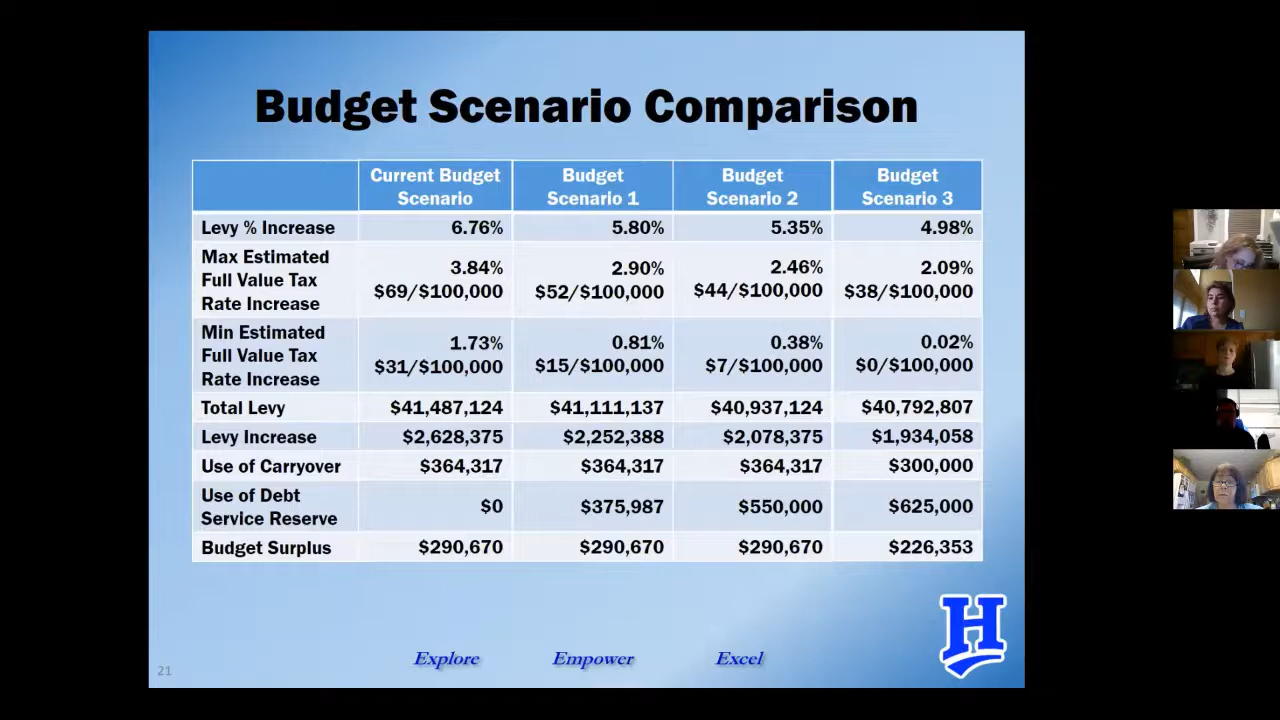 Budget Scenario Comparison
Current Budget Scenario
Budget Scenario 1
Budget Scenario 2
Budget Scenario 3
Levy % Increase 6.76% 5.80% 5.35% 4.98%
Max Estimated Full Value Tax Rate Increase 3.84% $69/$100,000 2.90% $52/$100,000 2.46% $44/$100,000 2.09% $38/$100,000
Min Estimated Full Value Tax Rate Increase 1.73% $31/$100,000 0.81% $15/$100,000 0.38% $7/$100,000 0.02% $0/$100,000
Total Levy $41,487,124 $41,111,137 $40,937,124 $40,792,807
Levy Increase $2,628,375 $2,252,388 $2,078,375 $1,934,058
Use of Carryover $364,317 $364,317 $364,317 $300,000
Use of Debt Service Reserve $0 $375,987 $550,000 $625,000
Budget Surplus $290,670 $290,670 $290,670 $226,353
H
21 Explore Empower Excel